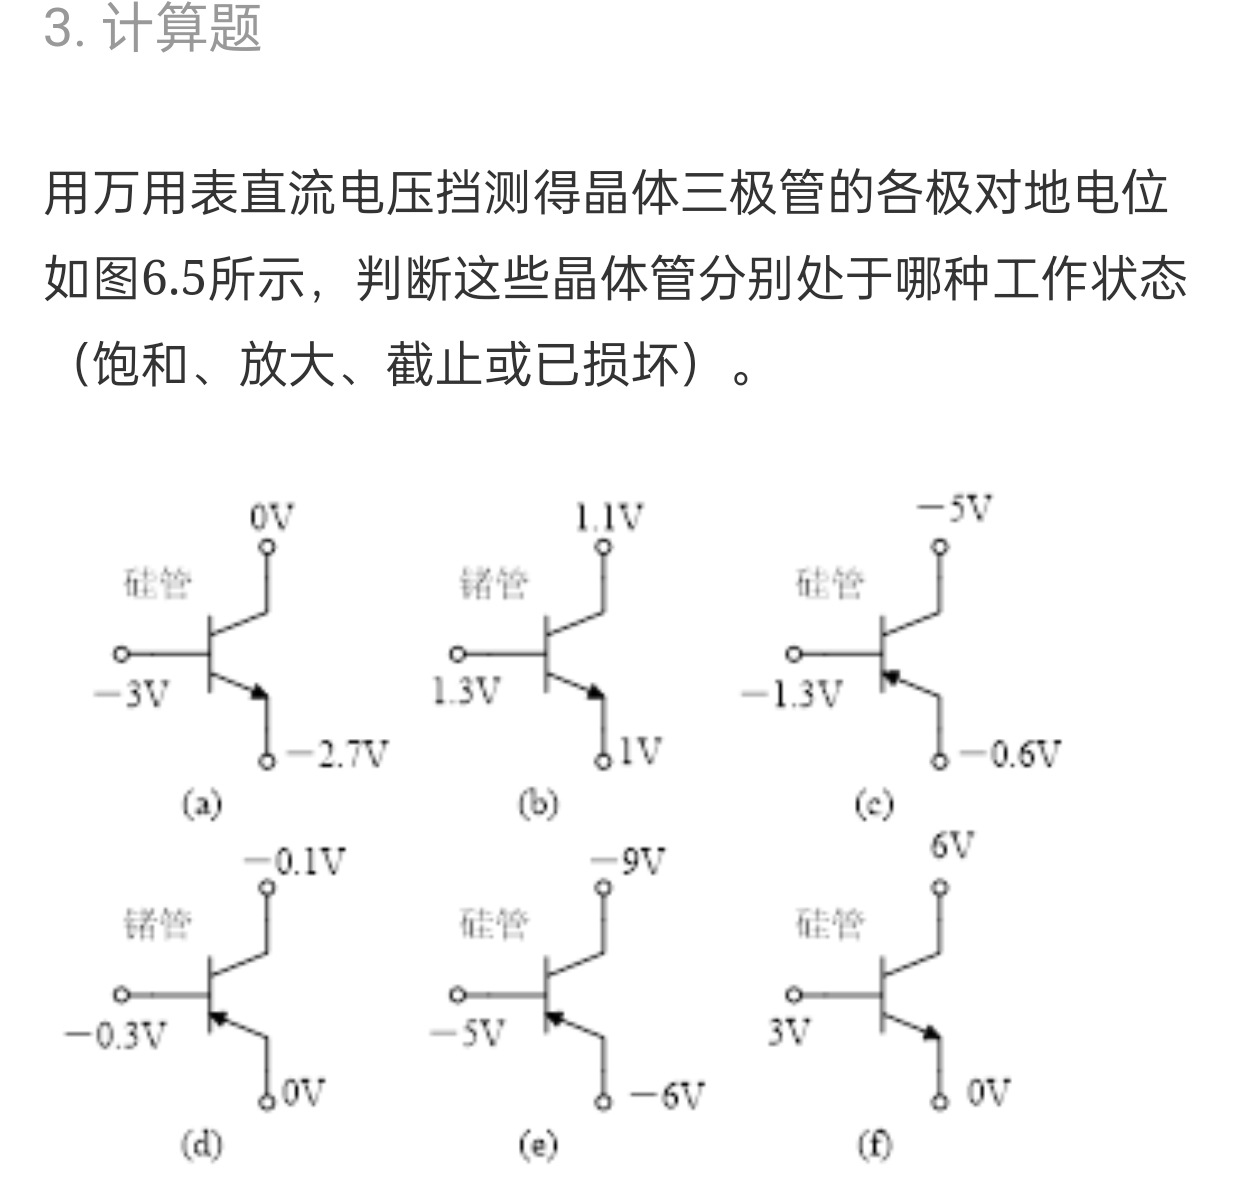 3. 计算题
用万用表直流电压挡测得晶体三极管的各极对地电位
如图6.5所示，判断这些晶体管分别处于哪种工作状态
（饱和、放大、截止或已损坏）。
0V
1.1V
－5V
硅管
锗管
硅管
－3V
1.3V
－1.3V
－2.7V
1V
－0.6V
(a)
(b)
(c)
－0.1V
－9V
6V
锗管
硅管
硅管
－0.3V
－5V
3V
0V
－6V
0V
(d)
(e)
(f)